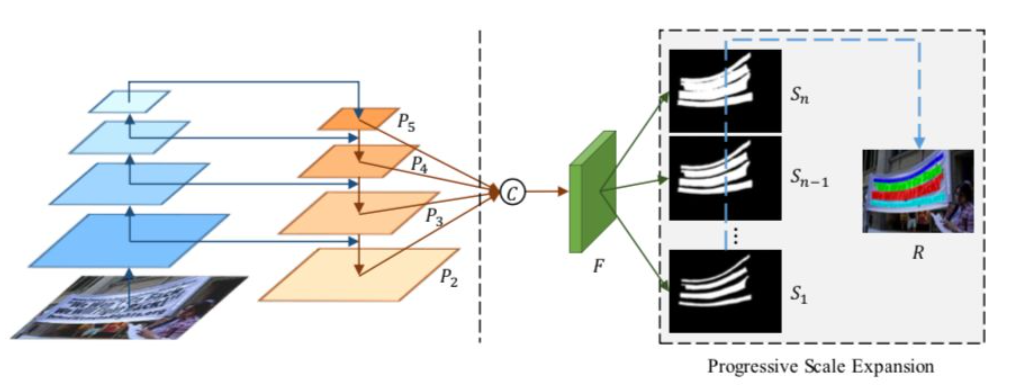 P₅
P₄
P₃
P₂
C
F
Sₙ
Sₙ₋₁
⋮
S₁
R
Progressive Scale Expansion